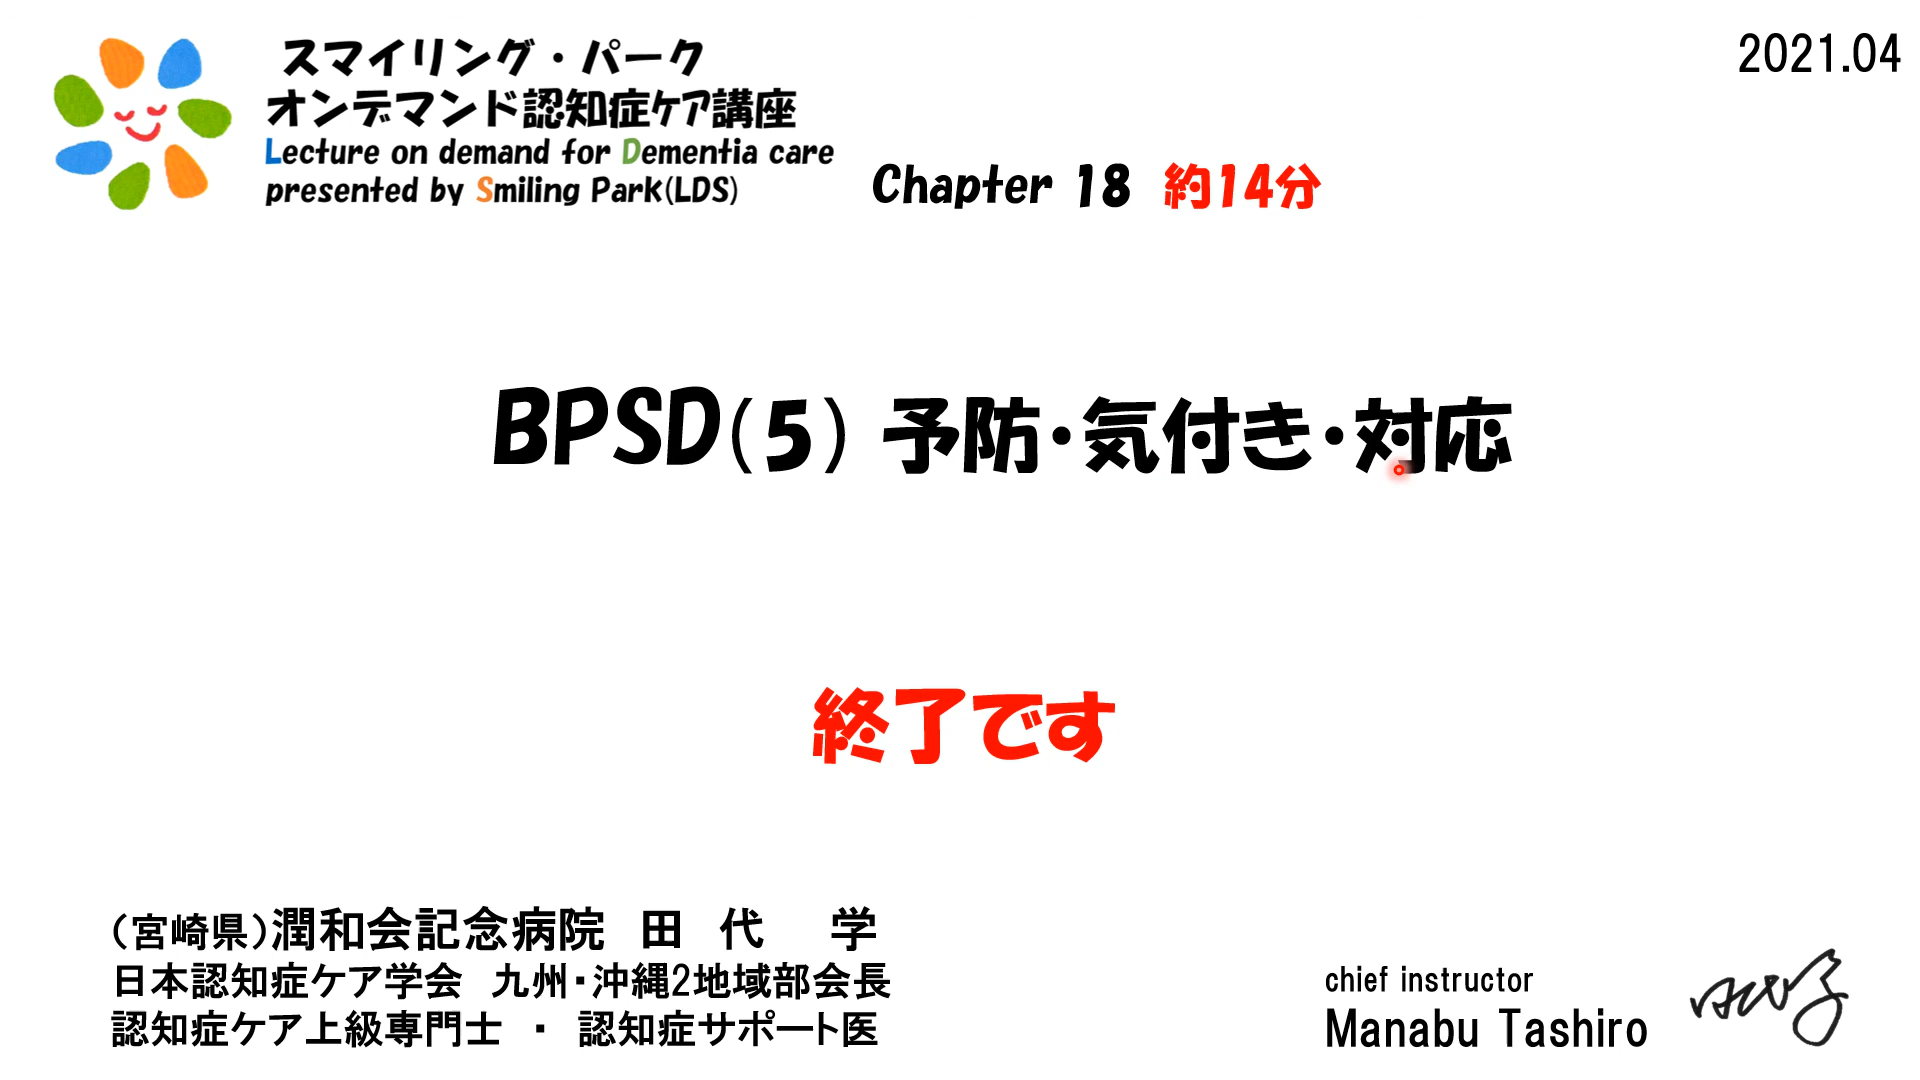 スマイリング・パーク
オンデマンド認知症ケア講座
Lecture on demand for Dementia care
presented by Smiling Park(LDS)
2021.04
Chapter 18 約14分
BPSD(5) 予防・気付き・対応
終了です
(宮崎県)潤和会記念病院 田 代 学
日本認知症ケア学会 九州・沖縄2地域部会長
認知症ケア上級専門士 ・ 認知症サポート医
chief instructor
Manabu Tashiro